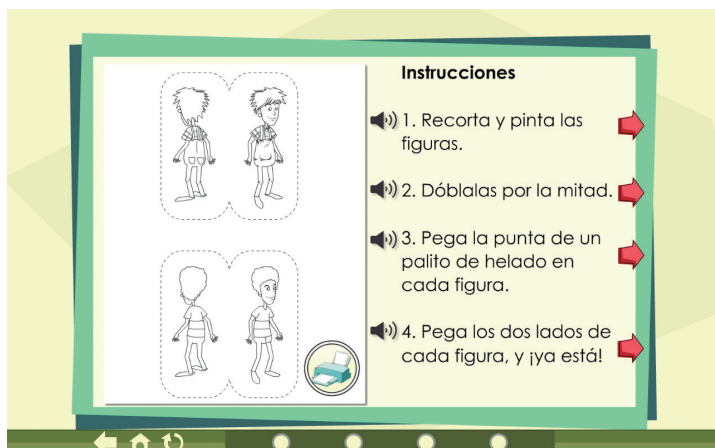 Instrucciones
1. Recorta y pinta las
figuras.
2. Dóblalas por la mitad.
3. Pega la punta de un
palito de helado en
cada figura.
4. Pega los dos lados de
cada figura, y ¡ya está!